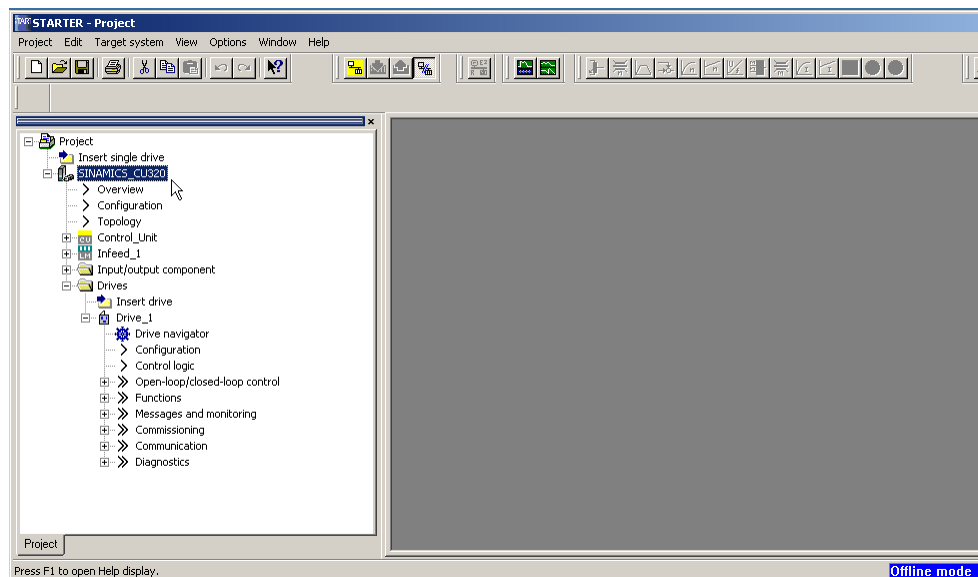 STARTER - Project
Project Edit Target system View Options Window Help
Project
Insert single drive
SINAMICS_CU320
Overview
Configuration
Topology
Control_Unit
Infeed_1
Input/output component
Drives
Insert drive
Drive_1
Drive navigator
Configuration
Control logic
Open-loop/closed-loop control
Functions
Messages and monitoring
Commissioning
Communication
Diagnostics
Project
Press F1 to open Help display.
Offline mode